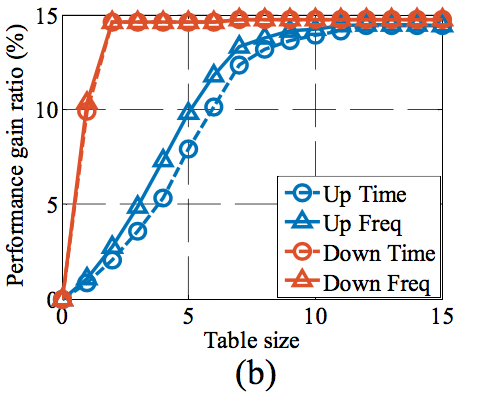 Performance gain ratio (%)
15
10
5
0
0 5 10 15
Table size
Up Time
Up Freq
Down Time
Down Freq
(b)